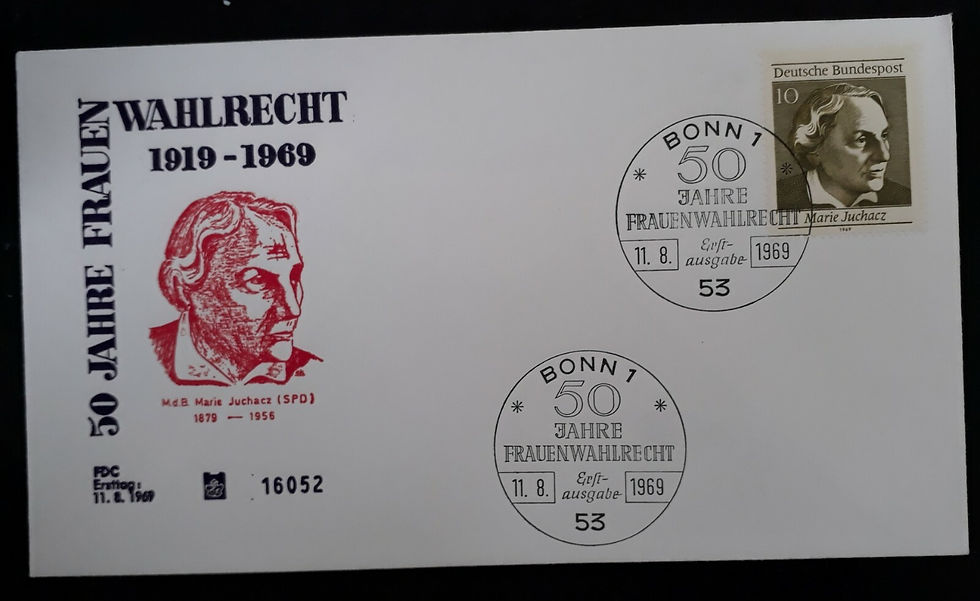 50 JAHRE FRAUEN
WAHLRECHT
1919 - 1969
M.d.B. Marie Juchacz (SPD)
1879 — 1956
FDC
Ersttag:
11. 8. 1969
16052
Deutsche Bundespost
10
Marie Juchacz
1969
BONN 1
50
JAHRE
FRAUENWAHLRECHT
11. 8.
Erst-
ausgabe
1969
53
BONN 1
50
JAHRE
FRAUENWAHLRECHT
11. 8.
Erst-
ausgabe
1969
53